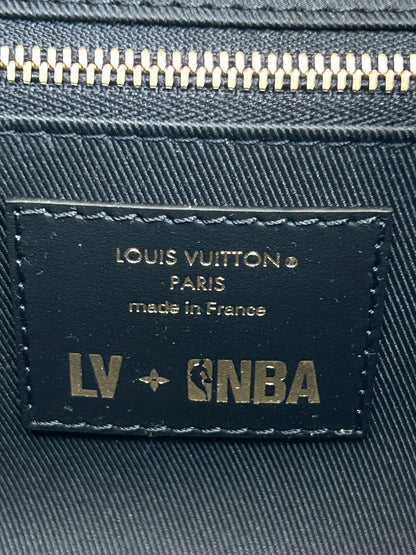 LOUIS VUITTON®
PARIS
made in France
LV + NBA